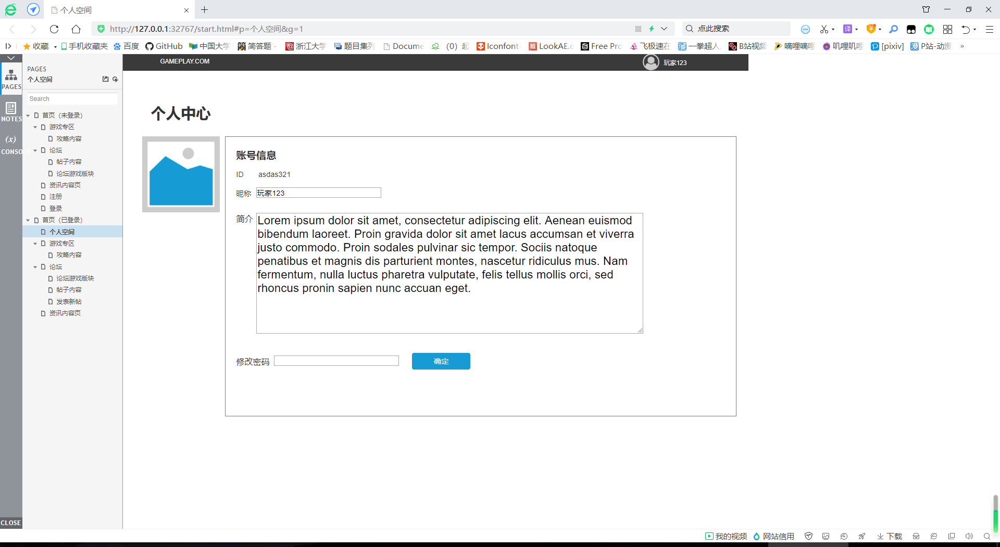 个人空间
http://127.0.0.1:32767/start.html#p=个人空间&g=1
点此搜索
译
收藏
手机收藏夹
百度
GitHub
中国大学
简答题 -
浙江大学
题目集列
Docume
(0) 起
Iconfont-
LookAE.c
Free Pro
飞极速在
一拳超人
B站视频
嘀哩嘀哩
叽哩叽哩
[pixiv]
P站-动漫
»
PAGES
NOTES
(x)
CONSOLE
CLOSE
PAGES
个人空间
Search
首页（未登录）
游戏专区
攻略内容
论坛
帖子内容
论坛游戏版块
资讯内容页
注册
登录
首页（已登录）
个人空间
游戏专区
攻略内容
论坛
论坛游戏版块
帖子内容
发表新帖
资讯内容页
GAMEPLAY.COM
玩家123
个人中心
账号信息
ID asdas321
昵称 玩家123
简介
Lorem ipsum dolor sit amet, consectetur adipiscing elit. Aenean euismod
bibendum laoreet. Proin gravida dolor sit amet lacus accumsan et viverra
justo commodo. Proin sodales pulvinar sic tempor. Sociis natoque
penatibus et magnis dis parturient montes, nascetur ridiculus mus. Nam
fermentum, nulla luctus pharetra vulputate, felis tellus mollis orci, sed
rhoncus pronin sapien nunc accuan eget.
修改密码
确定
我的视频
网站信用
下载